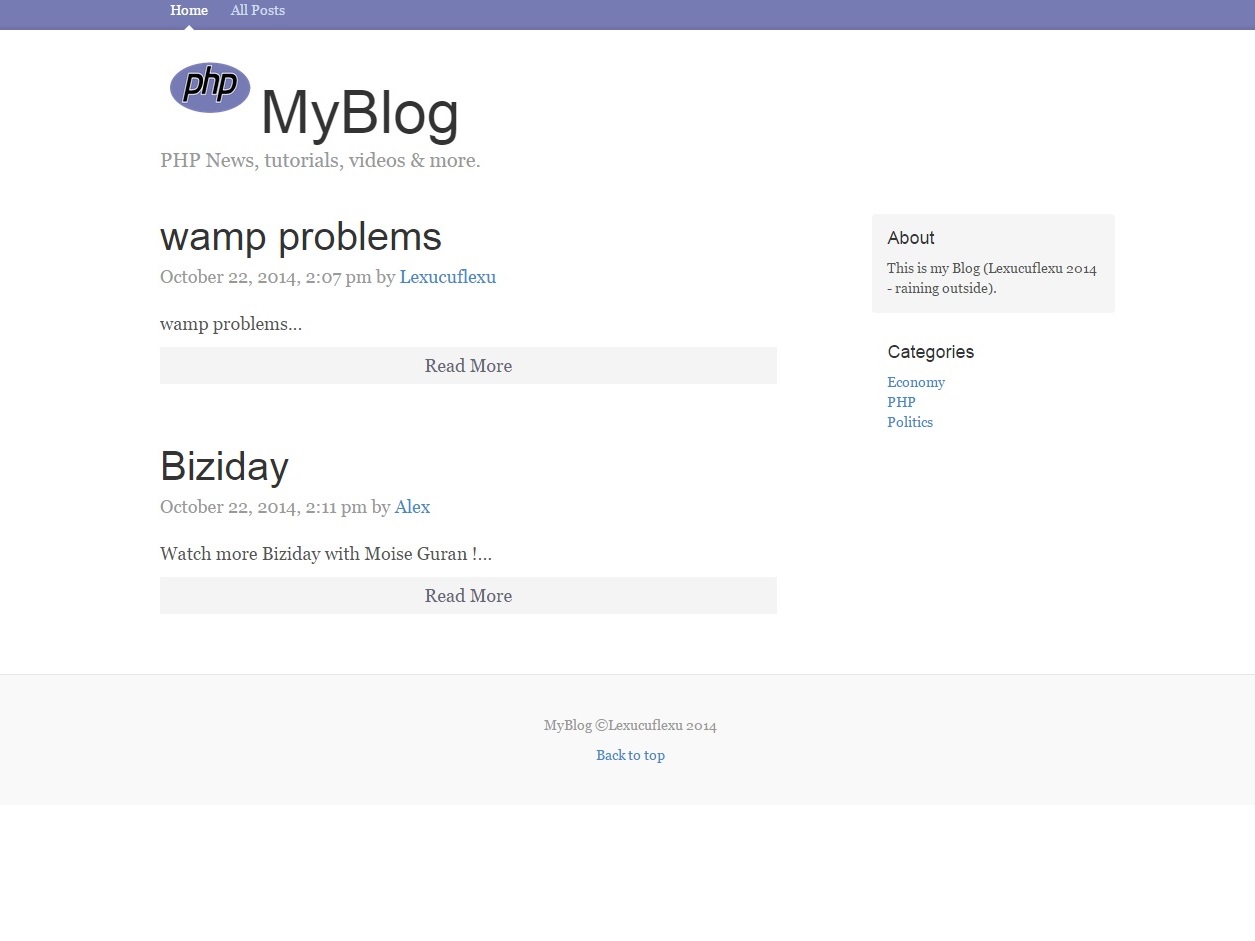 Home All Posts
php MyBlog
PHP News, tutorials, videos & more.
wamp problems
October 22, 2014, 2:07 pm by Lexucuflexu
wamp problems...
Read More
Biziday
October 22, 2014, 2:11 pm by Alex
Watch more Biziday with Moise Guran !...
Read More
About
This is my Blog (Lexucuflexu 2014
- raining outside).
Categories
Economy
PHP
Politics
MyBlog ©Lexucuflexu 2014
Back to top